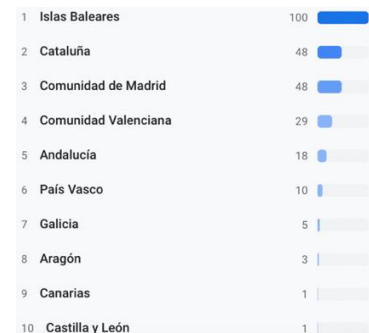 1 Islas Baleares 100
2 Cataluña 48
3 Comunidad de Madrid 48
4 Comunidad Valenciana 29
5 Andalucía 18
6 País Vasco 10
7 Galicia 5
8 Aragón 3
9 Canarias 1
10 Castilla y León 1